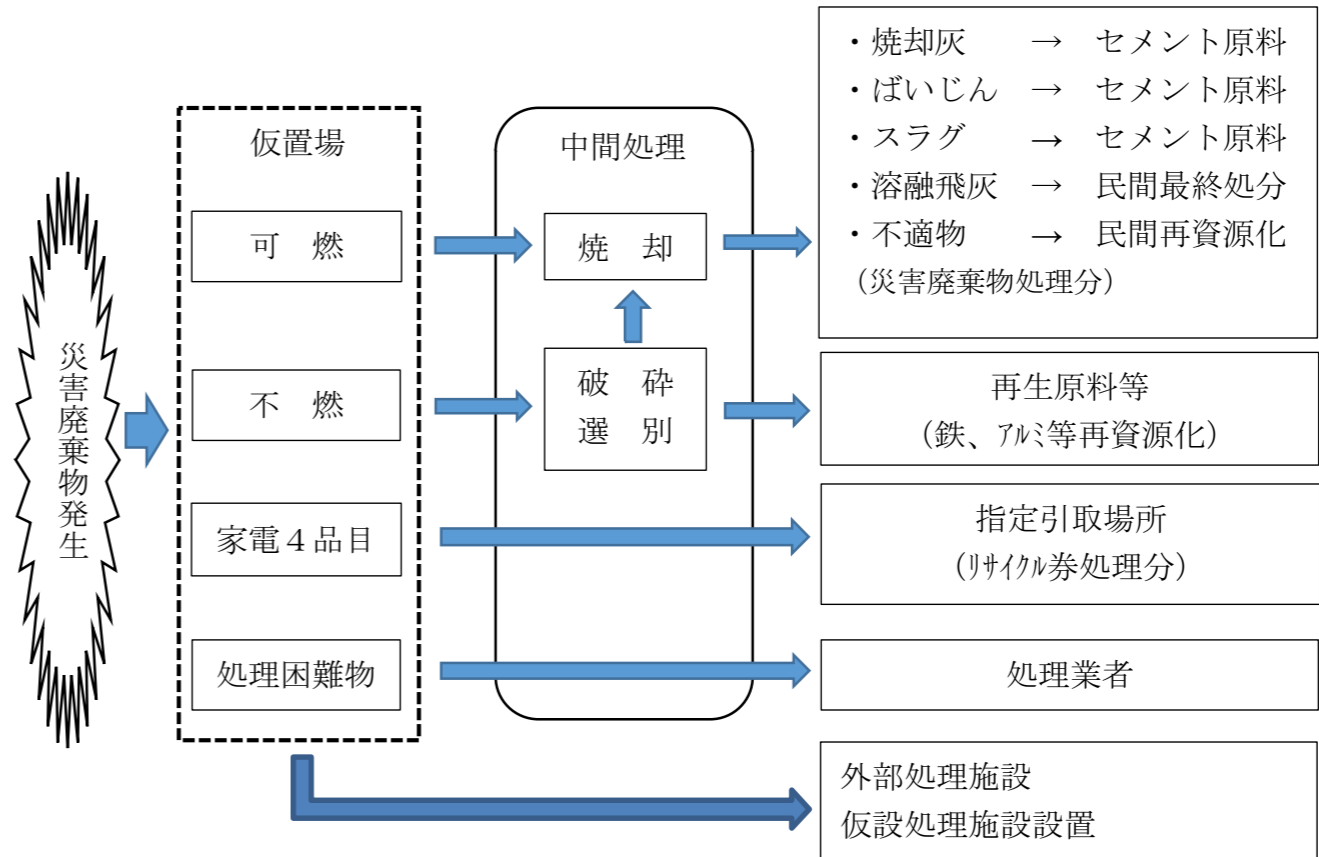 災害廃棄物発生
仮置場
可　燃
不　燃
家電４品目
処理困難物
中間処理
焼　却
破　砕
選　別
・焼却灰　　→　セメント原料
・ばいじん　→　セメント原料
・スラグ　　→　セメント原料
・溶融飛灰　→　民間最終処分
・不適物　　→　民間再資源化
（災害廃棄物処理分）
再生原料等
（鉄、ｱﾙﾐ等再資源化）
指定引取場所
（ﾘｻｲｸﾙ券処理分）
処理業者
外部処理施設
仮設処理施設設置